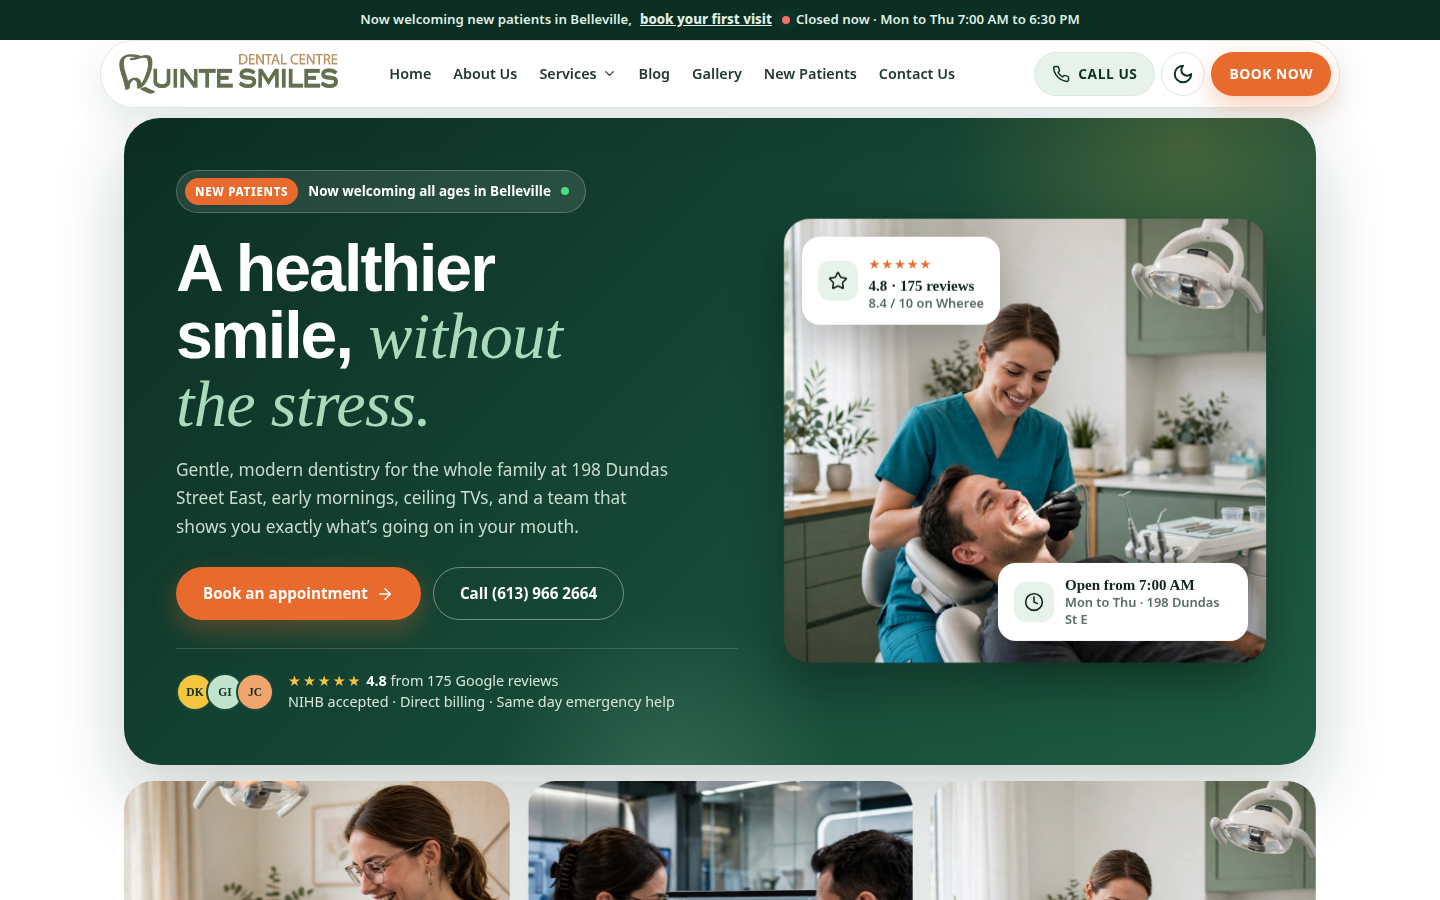 Now welcoming new patients in Belleville, book your first visit Closed now · Mon to Thu 7:00 AM to 6:30 PM
DENTAL CENTRE
QUINTE SMILES
Home About Us Services Blog Gallery New Patients Contact Us
CALL US
BOOK NOW
NEW PATIENTS Now welcoming all ages in Belleville
A healthier
smile, without
the stress.
Gentle, modern dentistry for the whole family at 198 Dundas
Street East, early mornings, ceiling TVs, and a team that
shows you exactly what’s going on in your mouth.
Book an appointment
Call (613) 966 2664
DK GI JC
★★★★★ 4.8 from 175 Google reviews
NIHB accepted · Direct billing · Same day emergency help
★★★★★
4.8 · 175 reviews
8.4 / 10 on Wheree
Open from 7:00 AM
Mon to Thu · 198 Dundas
St E